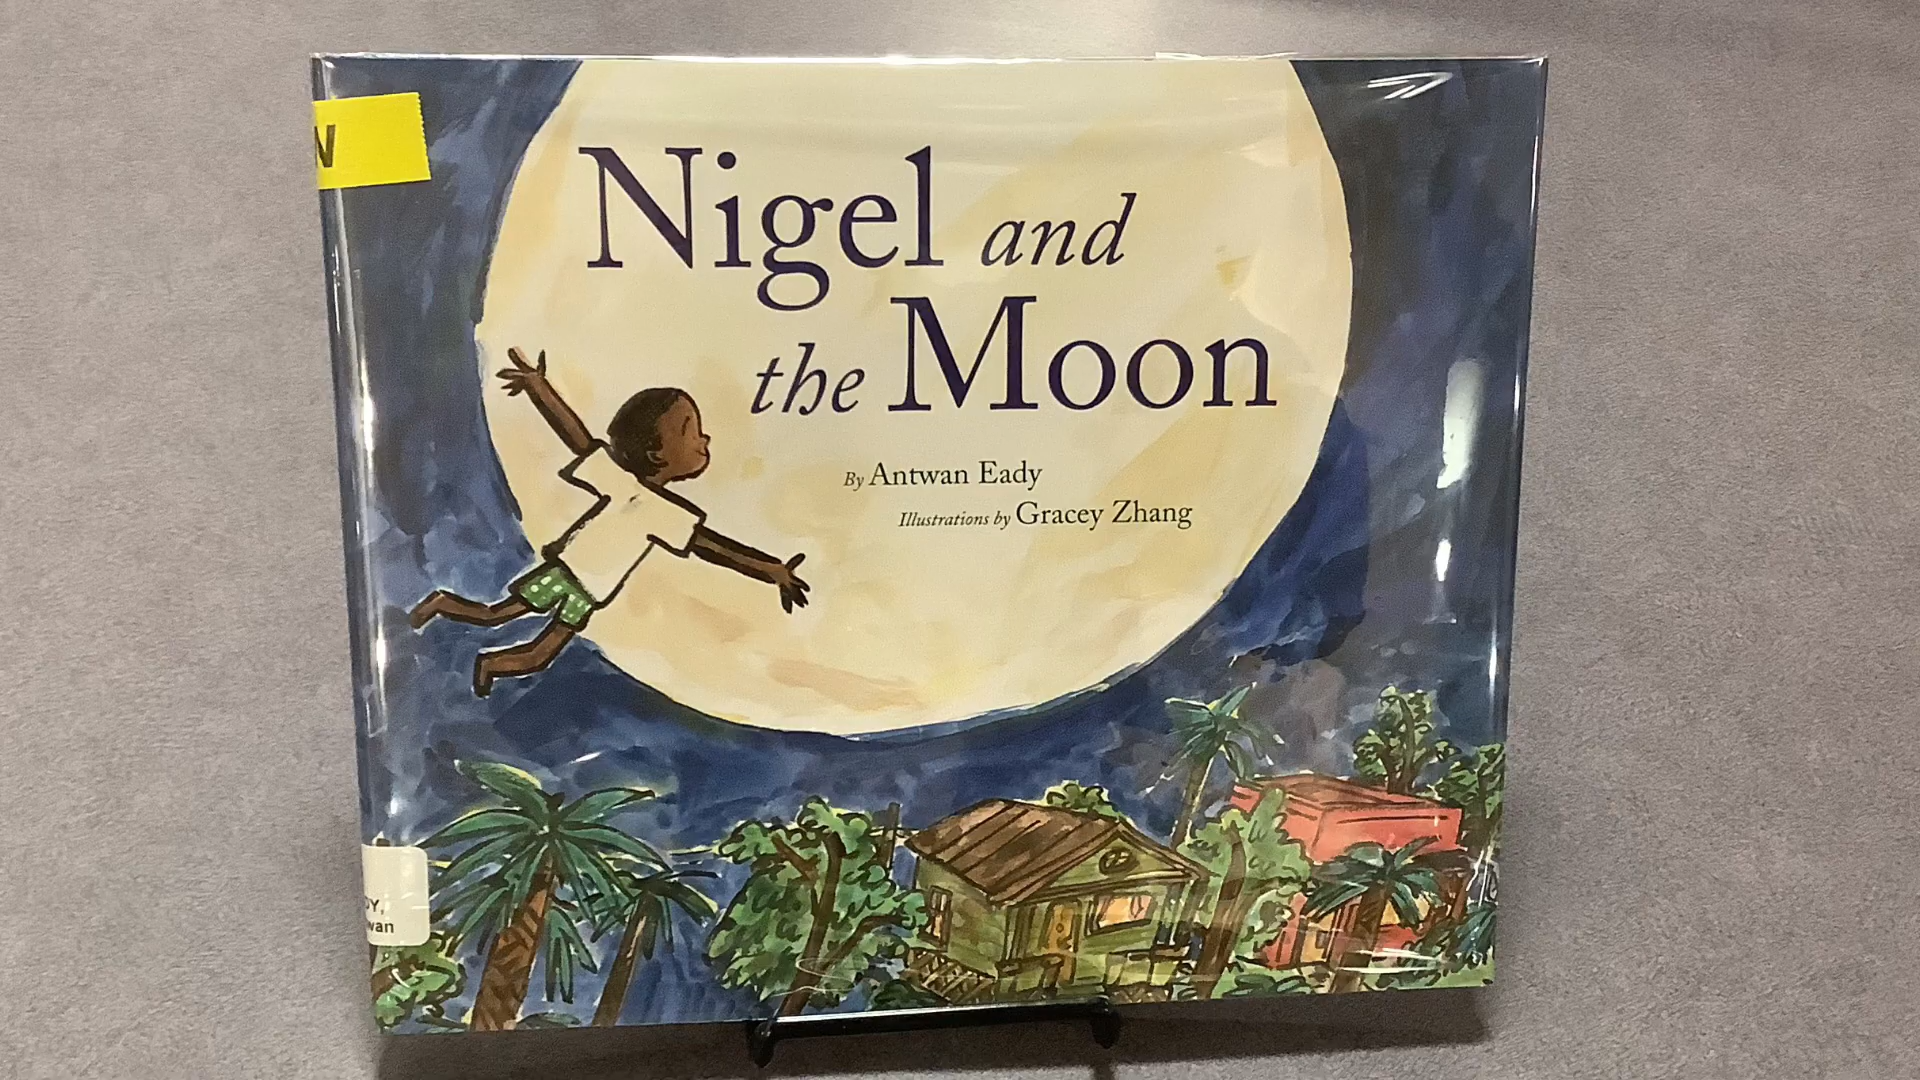 Nigel and
the Moon
By Antwan Eady
Illustrations by Gracey Zhang